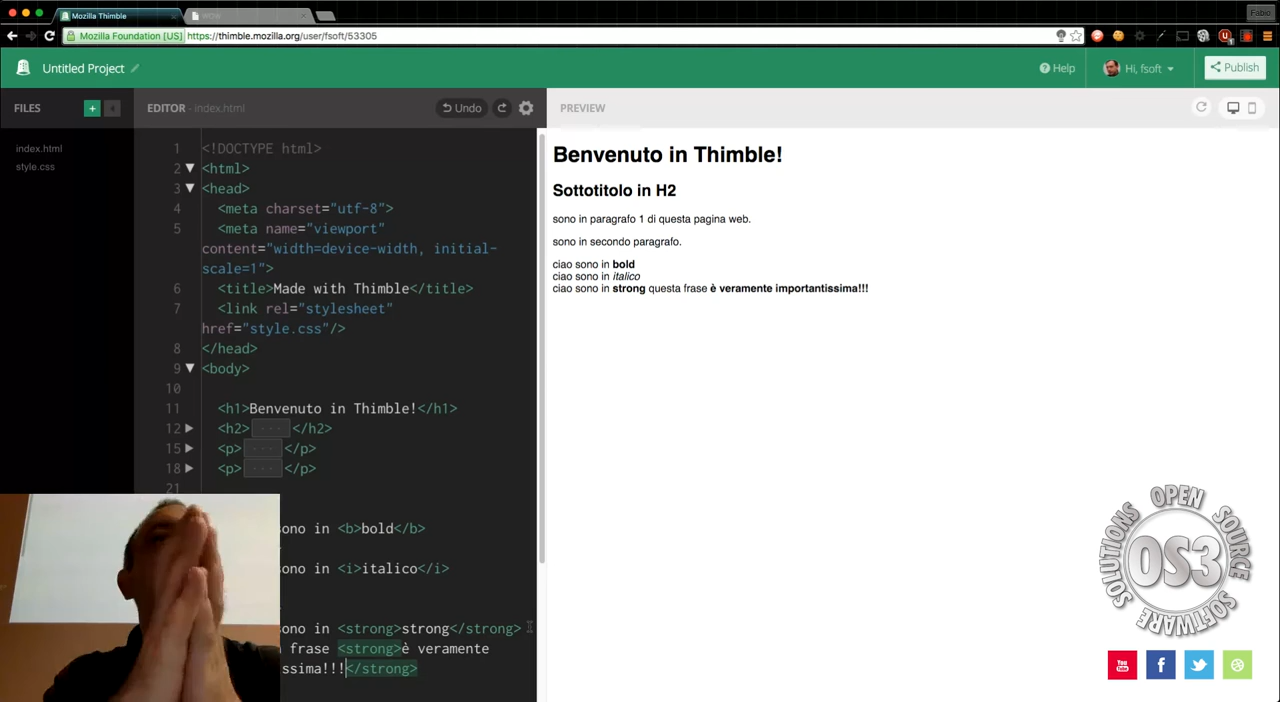 Mozilla Thimble
Fabio
Mozilla Foundation [US]
https://thimble.mozilla.org/user/fsoft/53305
Untitled Project
Help
Hi, fsoft
Publish
FILES
EDITOR - index.html
Undo
PREVIEW
index.html
style.css
1 <!DOCTYPE html>
2 <html>
3 <head>
4 <meta charset="utf-8">
5 <meta name="viewport"
content="width=device-width, initial-
scale=1">
6 <title>Made with Thimble</title>
7 <link rel="stylesheet"
href="style.css"/>
8 </head>
9 <body>
10
11 <h1>Benvenuto in Thimble!</h1>
12 <h2>...</h2>
15 <p>...</p>
18 <p>...</p>
21
sono in <b>bold</b>
sono in <i>italico</i>
sono in <strong>strong</strong>
frase <strong>è veramente
ssima!!!</strong>
Benvenuto in Thimble!
Sottotitolo in H2
sono in paragrafo 1 di questa pagina web.
sono in secondo paragrafo.
ciao sono in bold
ciao sono in italico
ciao sono in strong questa frase è veramente importantissima!!!
OPEN SOURCE SOFTWARE SOLUTIONS
OS3
You Tube